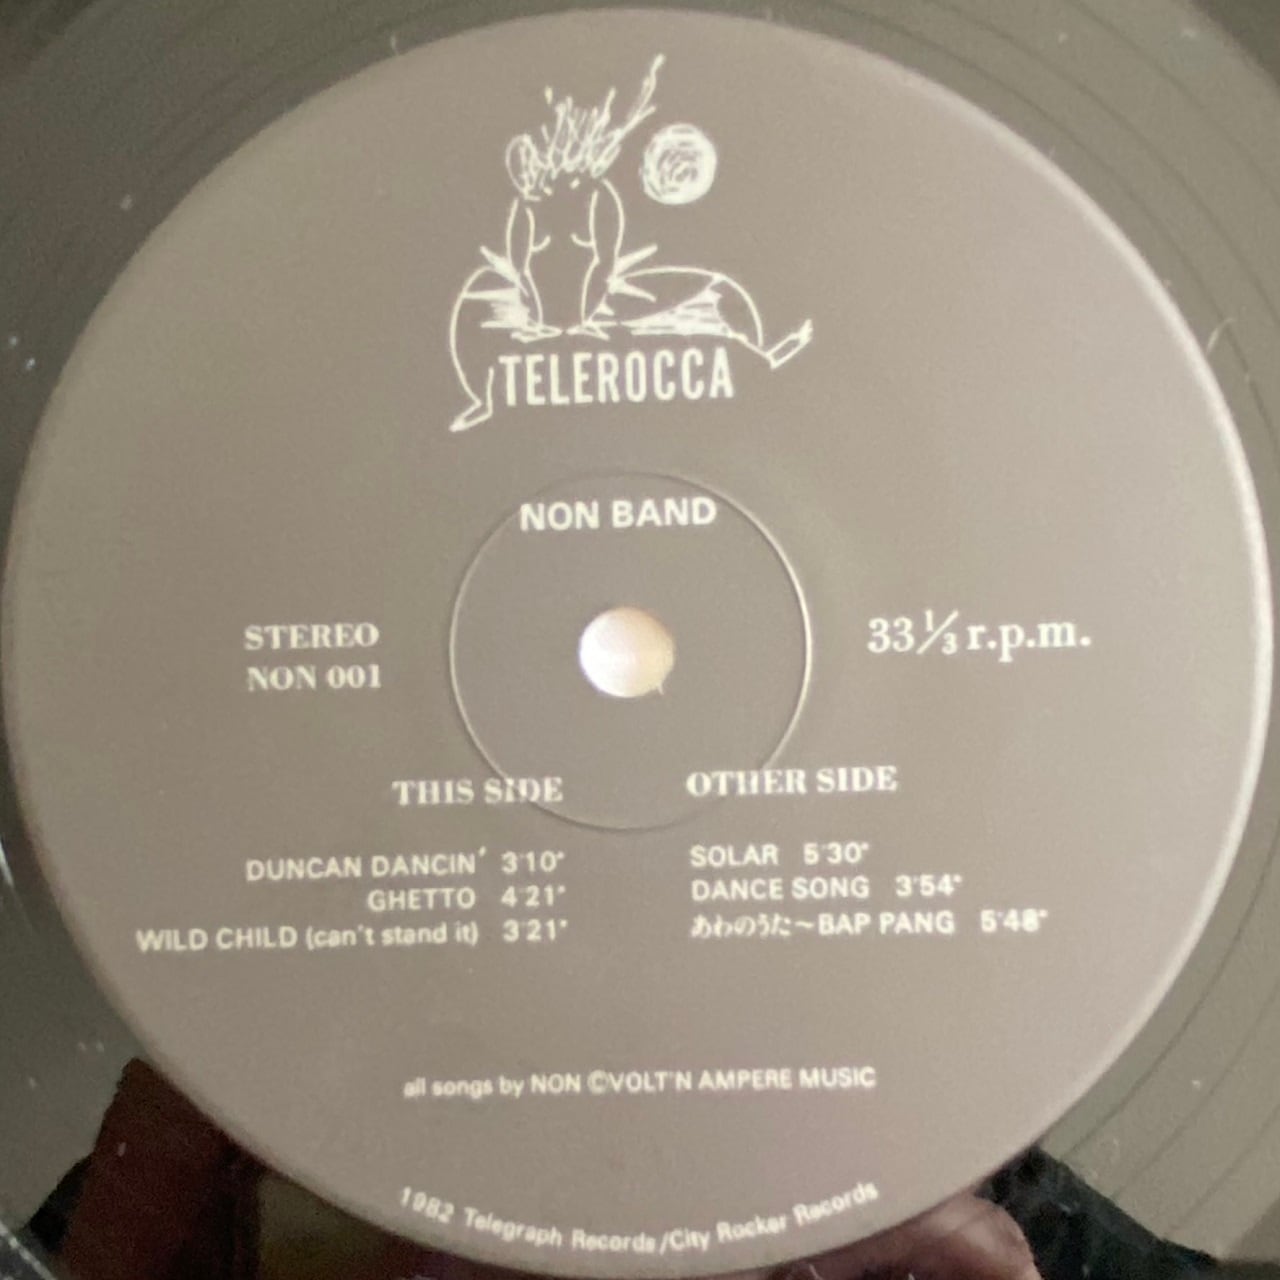 TELEROCCA
NON BAND
STEREO
NON 001
33⅓ r.p.m.
THIS SIDE
DUNCAN DANCIN' 3'10"
GHETTO 4'21"
WILD CHILD (can't stand it) 3'21"
OTHER SIDE
SOLAR 5'30"
DANCE SONG 3'54"
あわのうた〜BAP PANG 5'48"
all songs by NON ©VOLT'N AMPERE MUSIC
1982 Telegraph Records/City Rocker Records